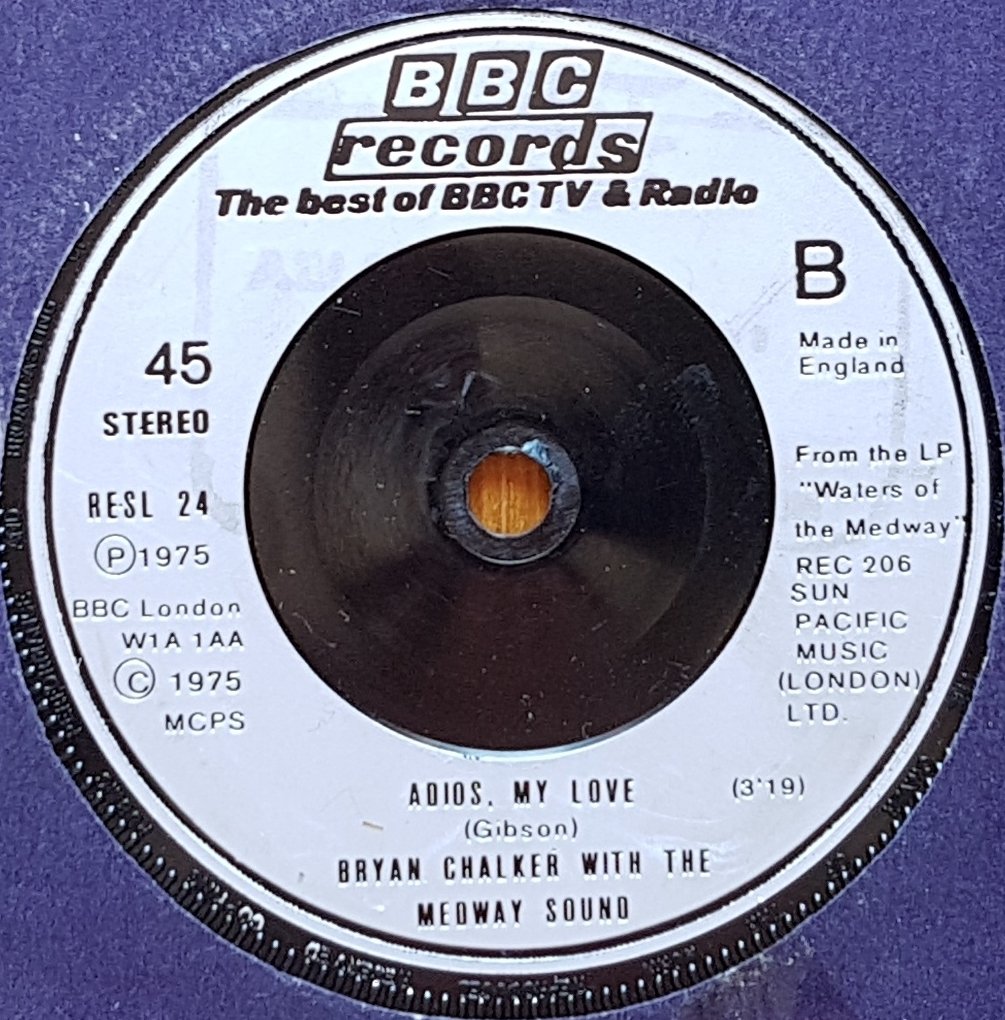 BBC
records
The best of BBC TV & Radio
B
Made in
England
45
STEREO
RESL 24
Ⓟ1975
BBC London
W1A 1AA
© 1975
MCPS
From the LP
"Waters of
the Medway"
REC 206
SUN
PACIFIC
MUSIC
(LONDON)
LTD.
ADIOS, MY LOVE (3'19)
(Gibson)
BRYAN CHALKER WITH THE
MEDWAY SOUND
BROADCASTING